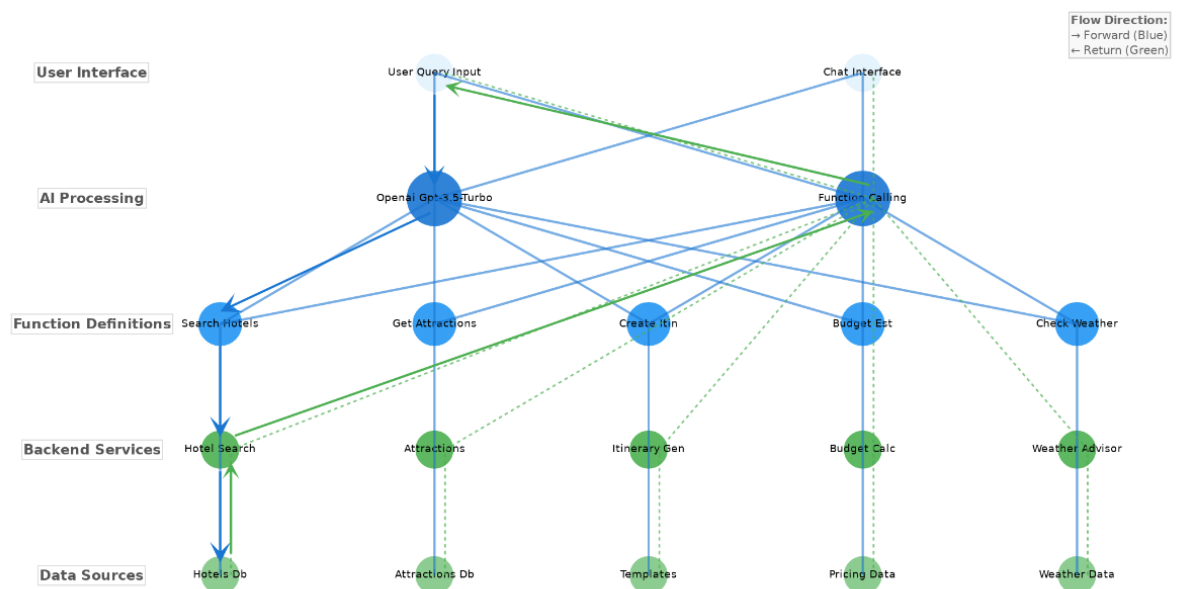 Flow Direction:
→ Forward (Blue)
← Return (Green)
User Interface
User Query Input
Chat Interface
AI Processing
Openai Gpt-3.5-Turbo
Function Calling
Function Definitions
Search Hotels
Get Attractions
Create Itin
Budget Est
Check Weather
Backend Services
Hotel Search
Attractions
Itinerary Gen
Budget Calc
Weather Advisor
Data Sources
Hotels Db
Attractions Db
Templates
Pricing Data
Weather Data